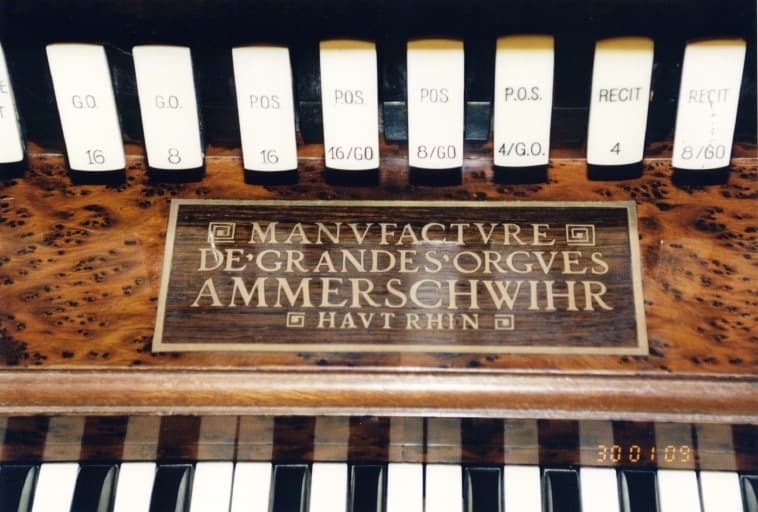 G.O. G.O. POS. P.O.S. POS. P.O.S. RECIT RECIT
16 8 16 16/GO 8/GO 4/G.O. 4 8/GO
MANVFACTVRE
DE·GRANDES·ORGVES
AMMERSCHWIHR
HAVT RHIN
30 01 09